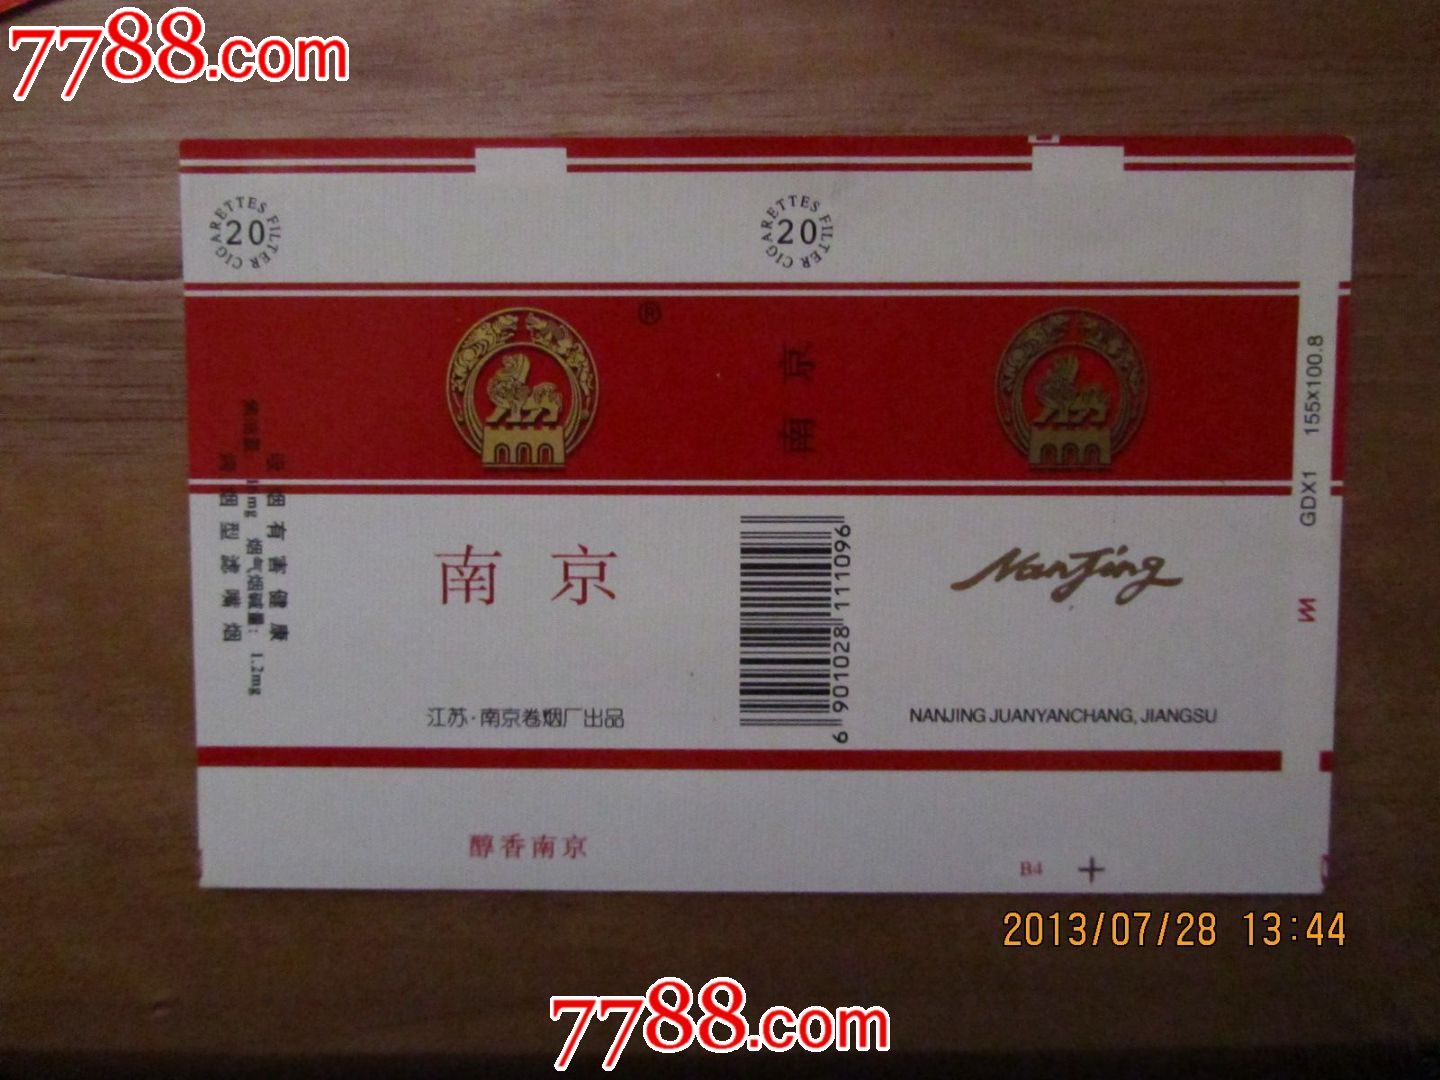 7788.com
CIGARETTES FILTER
20
CIGARETTES FILTER
20
®
南京
GDX1 155x100.8
吸烟有害健康
焦油量: 16mg 烟气烟碱量: 1.2mg
烤烟型滤嘴烟
南京
江苏·南京卷烟厂出品
6 901028 111096
NanJing
NANJING JUANYANCHANG, JIANGSU
醇香南京
B4
2013/07/28 13:44
7788.com